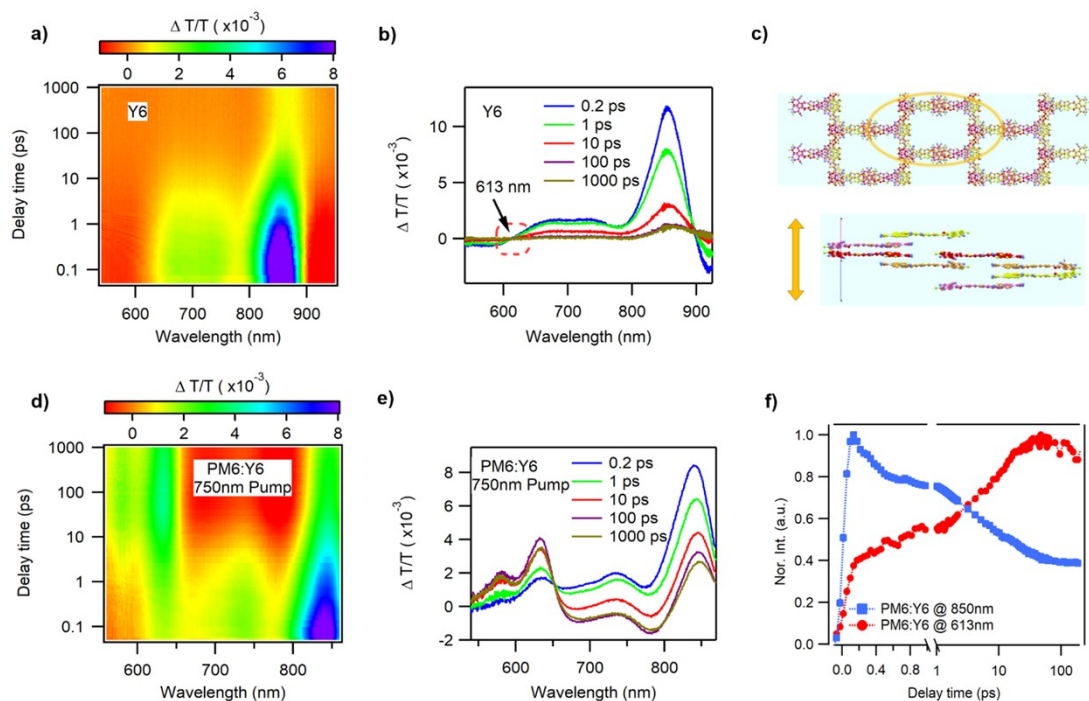 a)
Δ T/T ( x10-3)
0 2 4 6 8
Delay time (ps)
1000
100
10
1
0.1
Y6
600 700 800 900
Wavelength (nm)
b)
Δ T/T ( x10-3)
10
5
0
Y6
0.2 ps
1 ps
10 ps
100 ps
1000 ps
613 nm
500 600 700 800 900
Wavelength (nm)
c)
d)
Δ T/T ( x10-3)
0 2 4 6 8
Delay time (ps)
1000
100
10
1
0.1
PM6:Y6
750nm Pump
600 700 800
Wavelength (nm)
e)
Δ T/T ( x10-3)
8
6
4
2
0
-2
PM6:Y6
750nm Pump
0.2 ps
1 ps
10 ps
100 ps
1000 ps
600 700 800
Wavelength (nm)
f)
Nor. Int. (a.u.)
1.0
0.8
0.6
0.4
0.2
0.0
PM6:Y6 @ 850nm
PM6:Y6 @ 613nm
0.0 0.4 0.8 1 10 100
Delay time (ps)